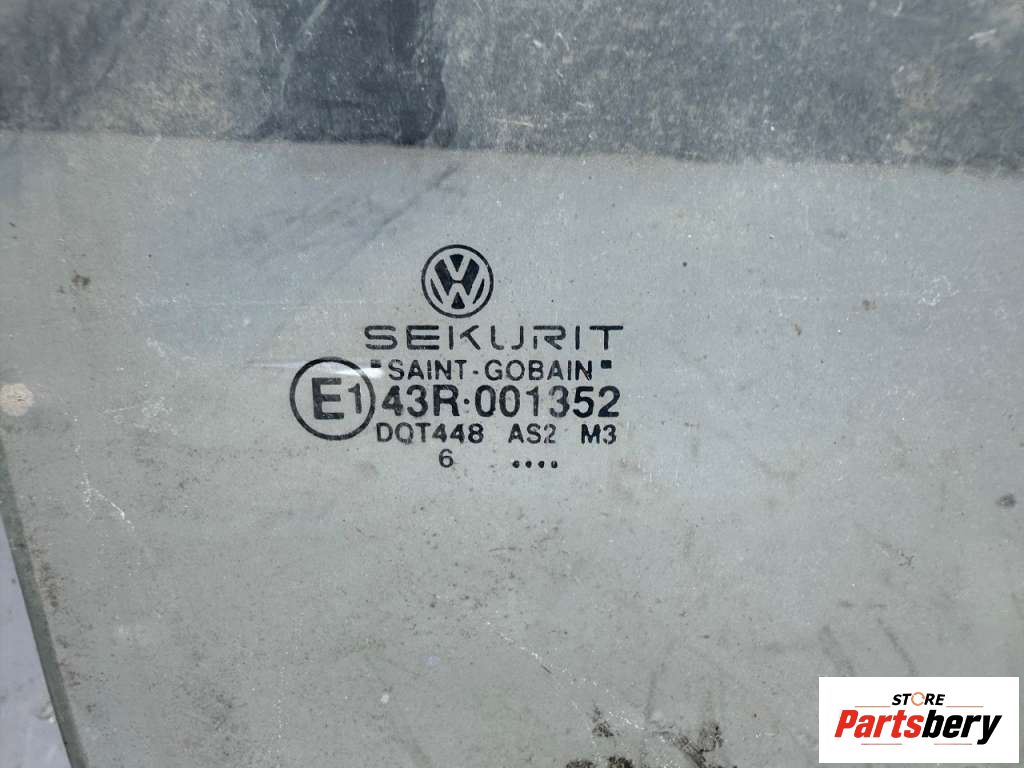 SEKURIT
"SAINT-GOBAIN"
E1 43R·001352
DOT448 AS2 M3
6 ....
STORE
Partsbery